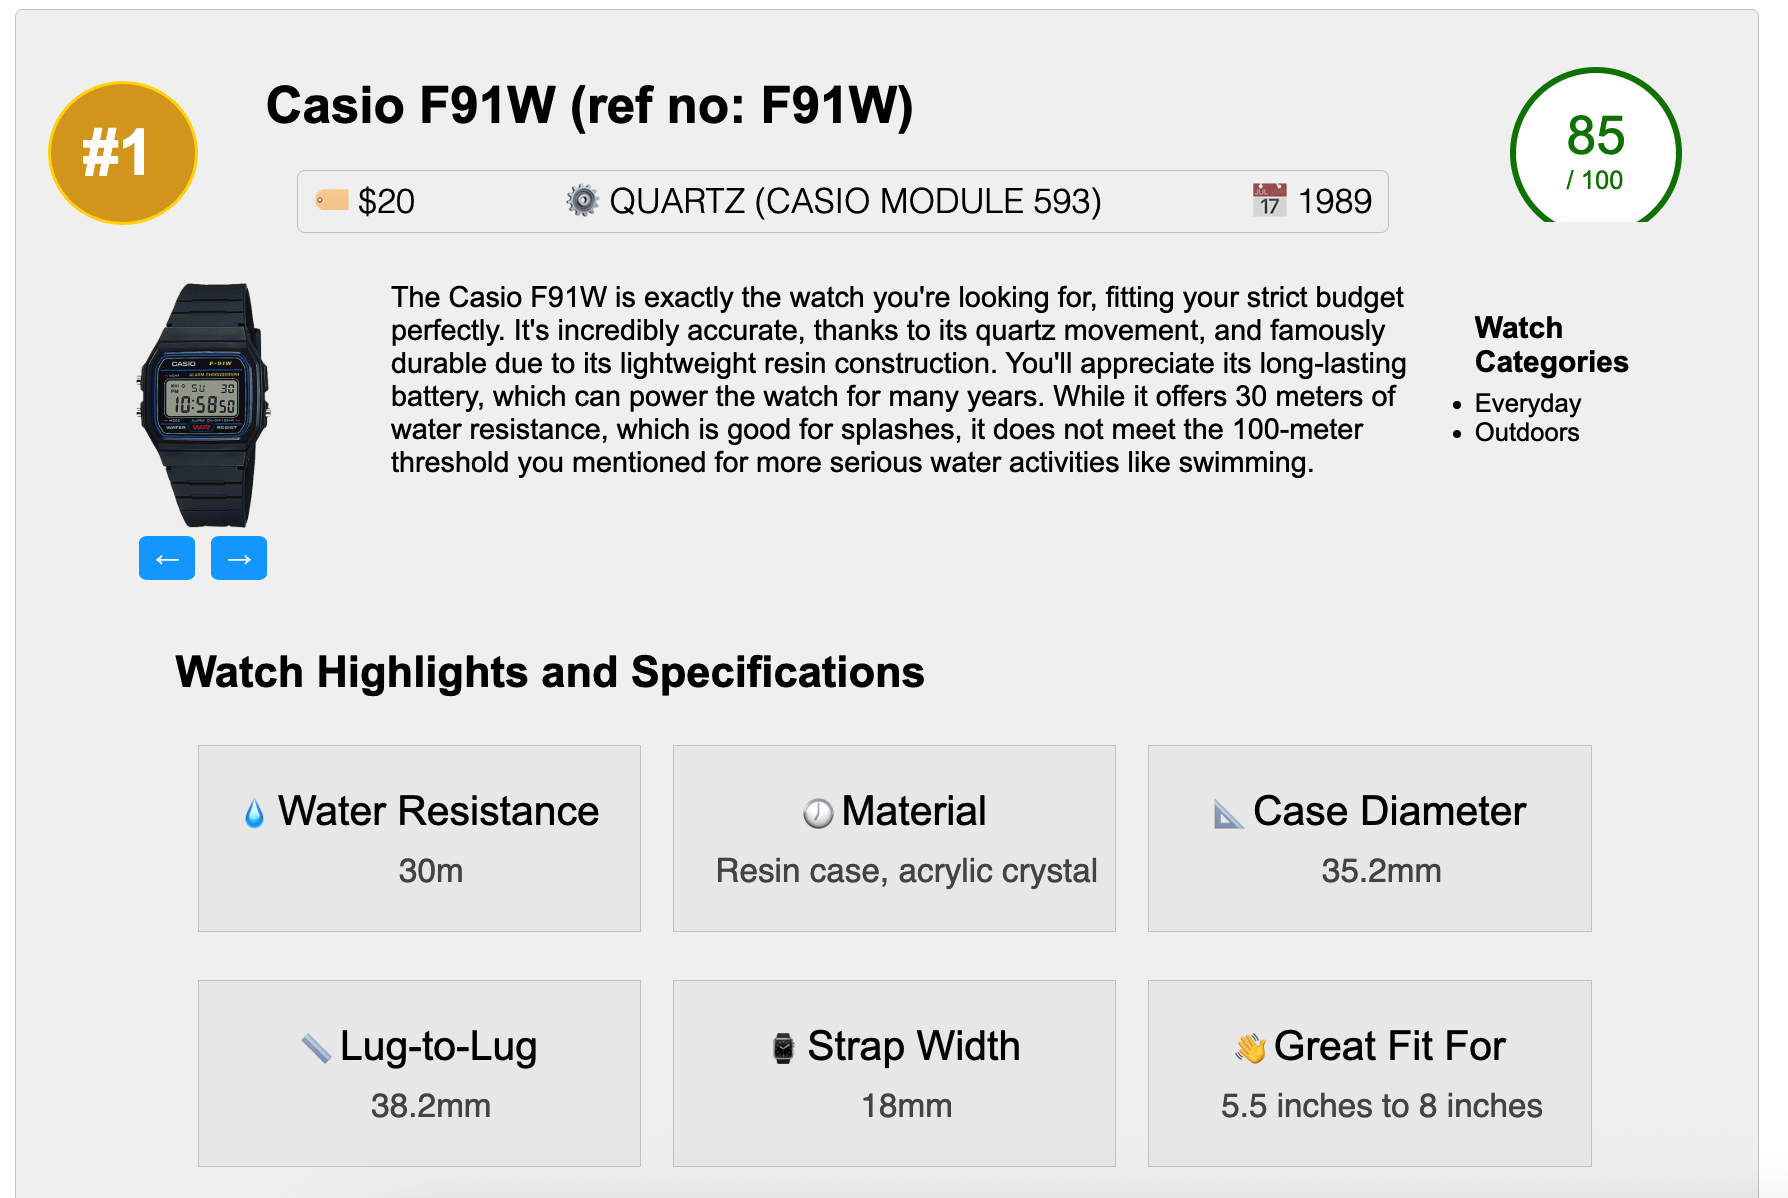 #1
Casio F91W (ref no: F91W)
85
/ 100
$20
QUARTZ (CASIO MODULE 593)
JUL
17
1989
The Casio F91W is exactly the watch you're looking for, fitting your strict budget
perfectly. It's incredibly accurate, thanks to its quartz movement, and famously
durable due to its lightweight resin construction. You'll appreciate its long-lasting
battery, which can power the watch for many years. While it offers 30 meters of
water resistance, which is good for splashes, it does not meet the 100-meter
threshold you mentioned for more serious water activities like swimming.
Watch
Categories
• Everyday
• Outdoors
CASIO F-91W
ALARM CHRONOGRAPH
LIGHT
PM SU 30
10:58 50
MODE ALARM ON·OFF/24HR
WATER WR RESIST
← →
Watch Highlights and Specifications
Water Resistance
30m
Material
Resin case, acrylic crystal
Case Diameter
35.2mm
Lug-to-Lug
38.2mm
Strap Width
18mm
Great Fit For
5.5 inches to 8 inches